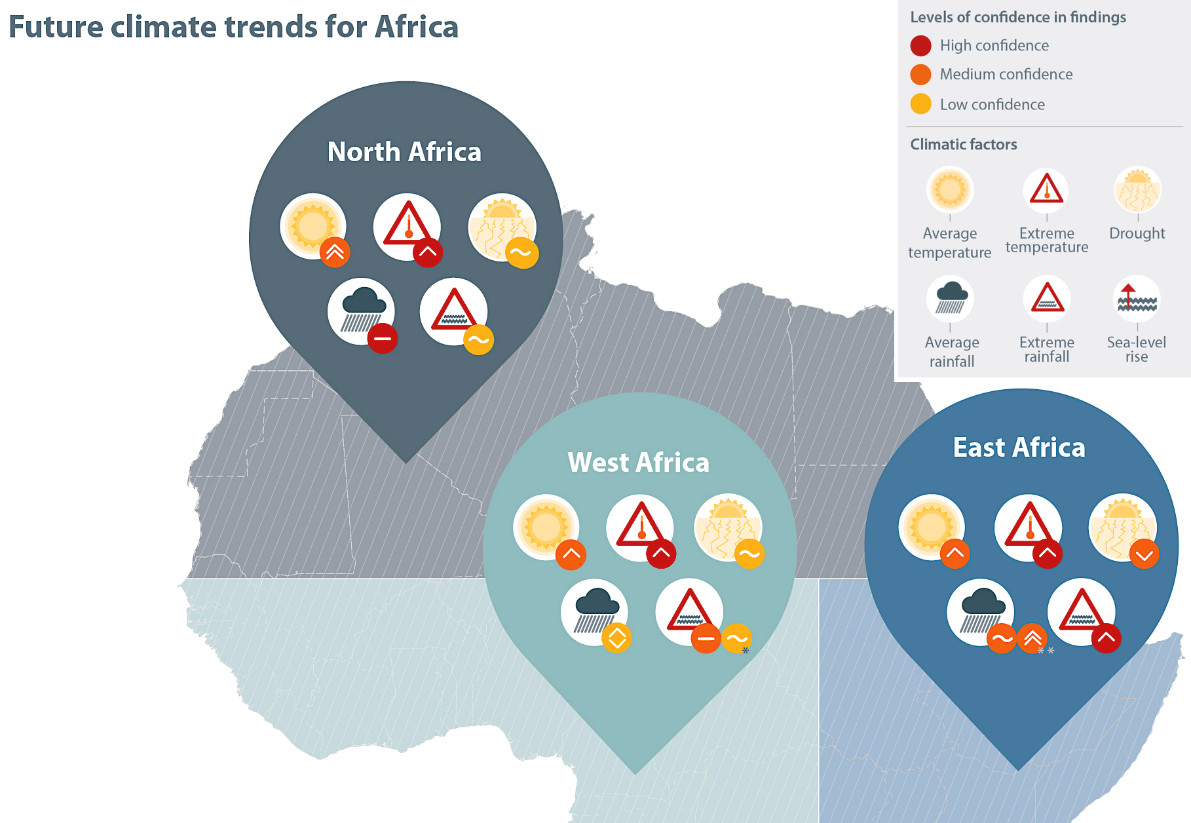 Future climate trends for Africa
Levels of confidence in findings
High confidence
Medium confidence
Low confidence
Climatic factors
Average
temperature
Extreme
temperature
Drought
Average
rainfall
Extreme
rainfall
Sea-level
rise
North Africa
West Africa
*
East Africa
**